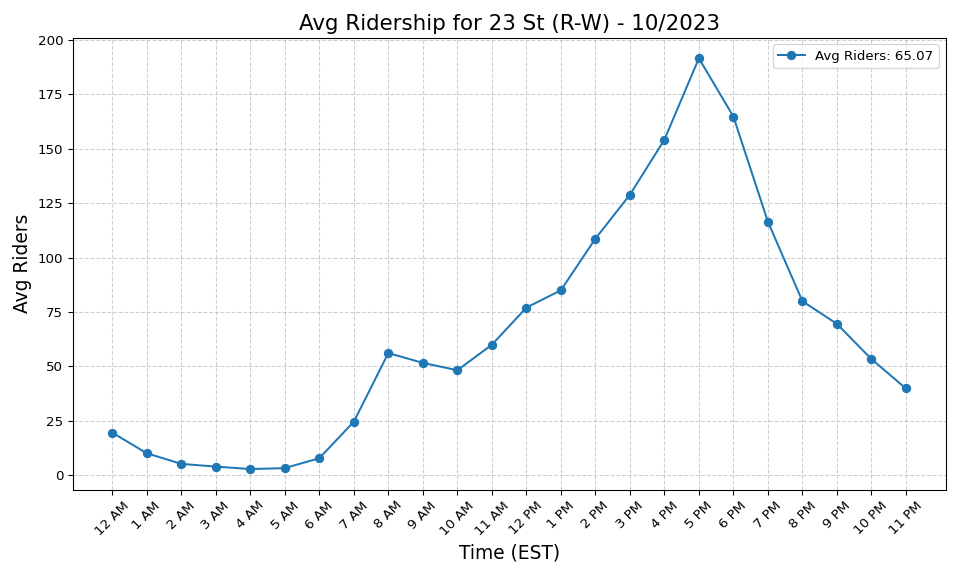 Avg Ridership for 23 St (R-W) - 10/2023
Avg Riders: 65.07
200
175
150
125
100
75
50
25
0
Avg Riders
12 AM
1 AM
2 AM
3 AM
4 AM
5 AM
6 AM
7 AM
8 AM
9 AM
10 AM
11 AM
12 PM
1 PM
2 PM
3 PM
4 PM
5 PM
6 PM
7 PM
8 PM
9 PM
10 PM
11 PM
Time (EST)